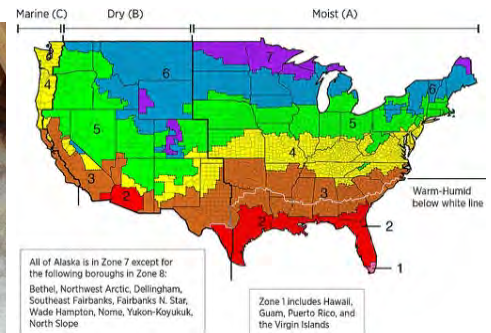 Marine (C) Dry (B) Moist (A)
7
6
6
4
5
5
4
3
3
2
2
2
1
Warm-Humid
below white line
All of Alaska is in Zone 7 except for
the following boroughs in Zone 8:
Bethel, Northwest Arctic, Dellingham,
Southeast Fairbanks, Fairbanks N. Star,
Wade Hampton, Nome, Yukon-Koyukuk,
North Slope
Zone 1 includes Hawaii,
Guam, Puerto Rico, and
the Virgin Islands